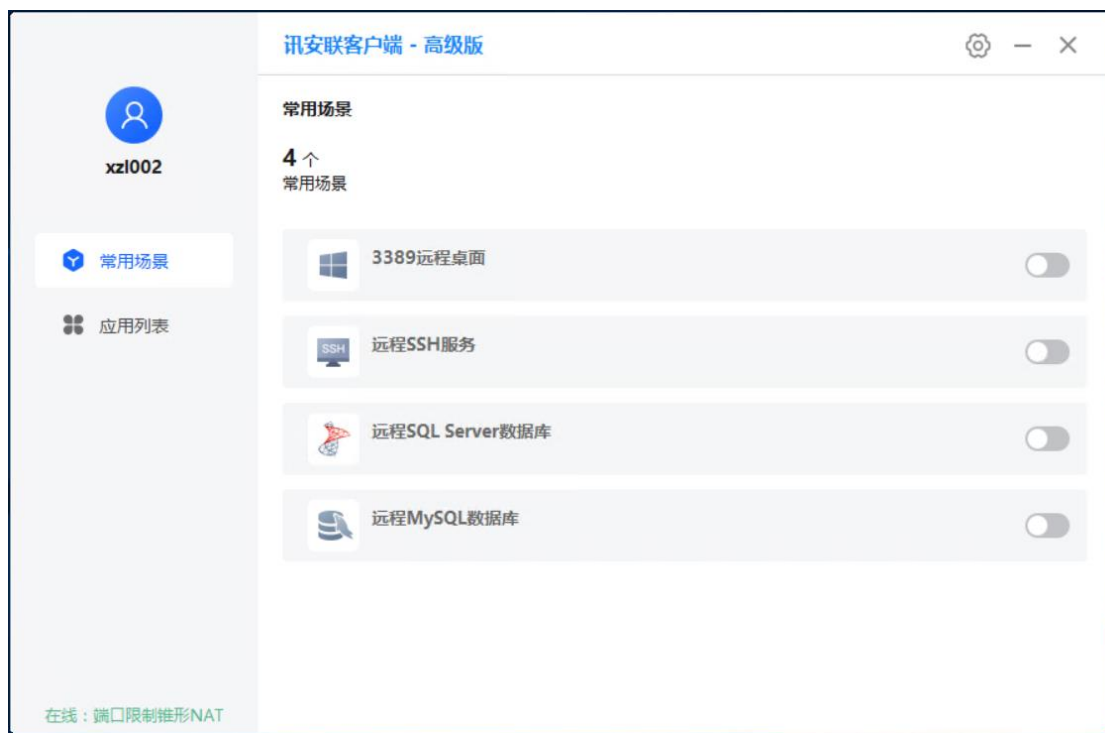 讯安联客户端 - 高级版
xzl002
常用场景
应用列表
在线：端口限制锥形NAT
常用场景
4 个
常用场景
3389远程桌面
SSH
远程SSH服务
远程SQL Server数据库
远程MySQL数据库